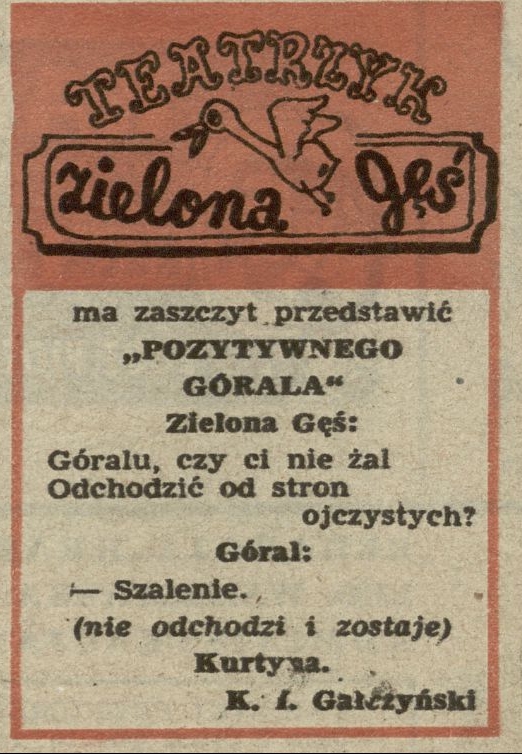 TEATRZYK
Zielona Gęś
ma zaszczyt przedstawić
„POZYTYWNEGO
GÓRALA“
Zielona Gęś:
Góralu, czy ci nie żal
Odchodzić od stron
ojczystych?
Góral:
— Szalenie.
(nie odchodzi i zostaje)
Kurtyna.
K. I. Gałczyński